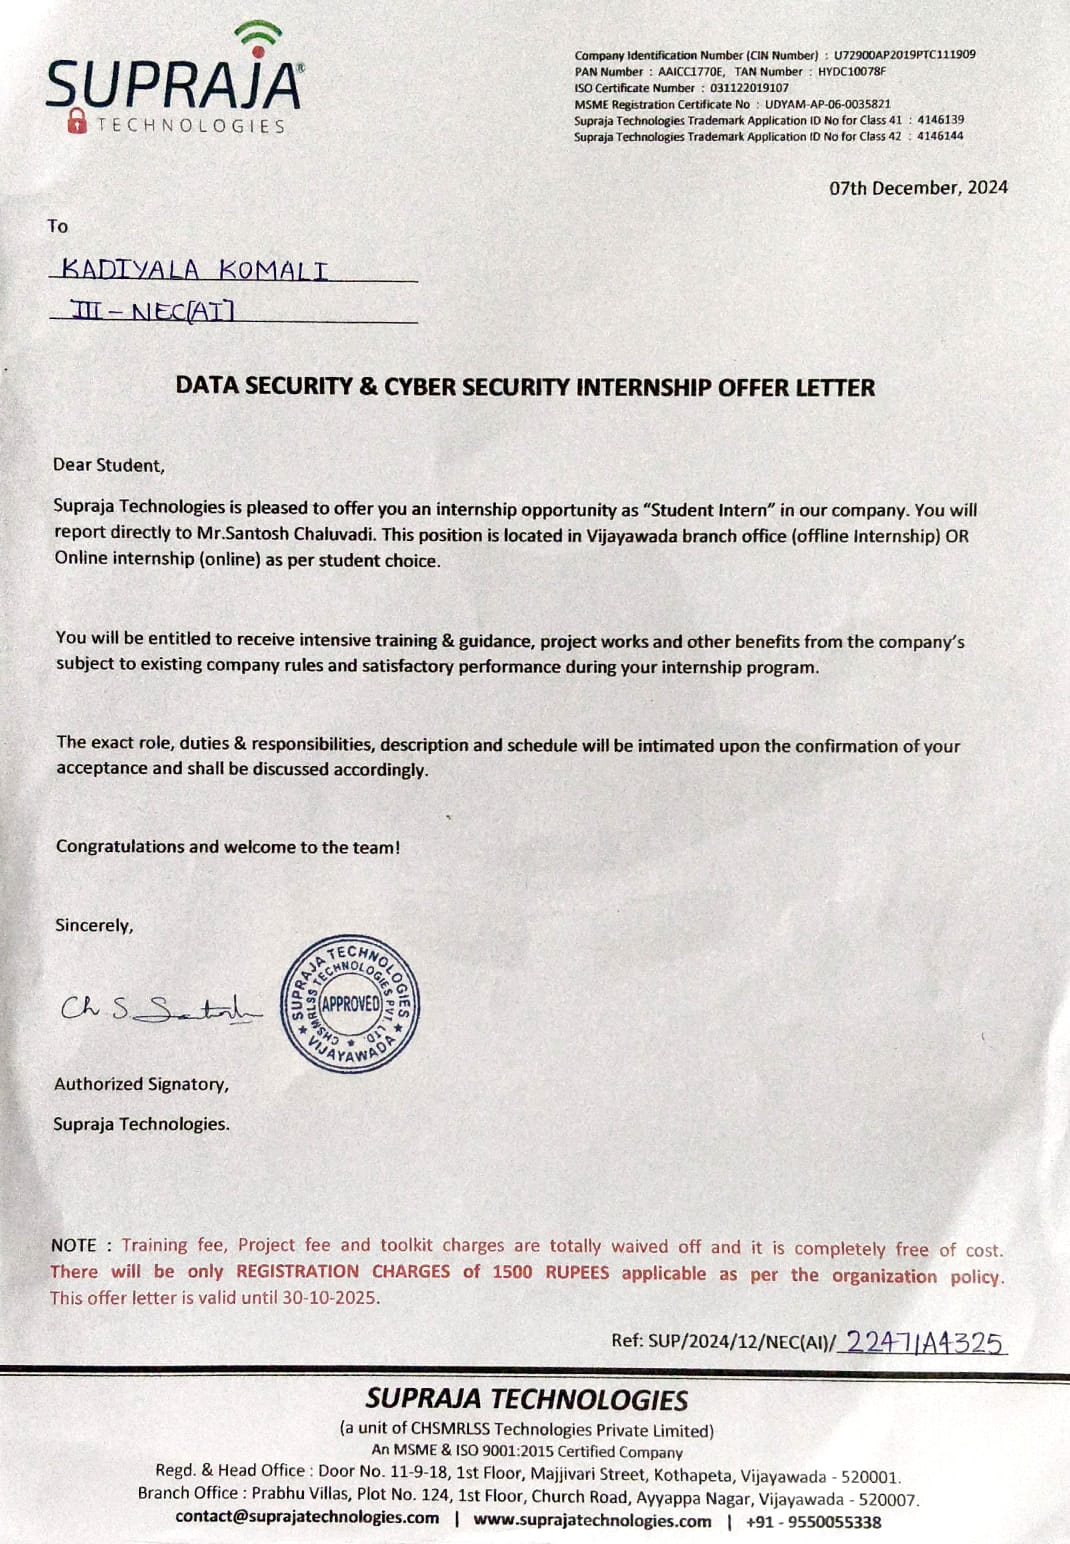 SUPRAJA®
TECHNOLOGIES
Company Identification Number (CIN Number) : U72900AP2019PTC111909
PAN Number : AAICC1770E, TAN Number : HYDC10078F
ISO Certificate Number : 031122019107
MSME Registration Certificate No : UDYAM-AP-06-0035821
Supraja Technologies Trademark Application ID No for Class 41 : 4146139
Supraja Technologies Trademark Application ID No for Class 42 : 4146144
07th December, 2024
To
KADIYALA KOMALI
III - NEC[AI]
DATA SECURITY & CYBER SECURITY INTERNSHIP OFFER LETTER
Dear Student,
Supraja Technologies is pleased to offer you an internship opportunity as “Student Intern” in our company. You will
report directly to Mr.Santosh Chaluvadi. This position is located in Vijayawada branch office (offline Internship) OR
Online internship (online) as per student choice.
You will be entitled to receive intensive training & guidance, project works and other benefits from the company’s
subject to existing company rules and satisfactory performance during your internship program.
The exact role, duties & responsibilities, description and schedule will be intimated upon the confirmation of your
acceptance and shall be discussed accordingly.
Congratulations and welcome to the team!
Sincerely,
Ch S. Santosh
SUPRAJA TECHNOLOGIES
CHSMRLSS TECHNOLOGIES PVT. LTD.
APPROVED
VIJAYAWADA
Authorized Signatory,
Supraja Technologies.
NOTE : Training fee, Project fee and toolkit charges are totally waived off and it is completely free of cost.
There will be only REGISTRATION CHARGES of 1500 RUPEES applicable as per the organization policy.
This offer letter is valid until 30-10-2025.
Ref: SUP/2024/12/NEC(AI)/ 22471A4325
SUPRAJA TECHNOLOGIES
(a unit of CHSMRLSS Technologies Private Limited)
An MSME & ISO 9001:2015 Certified Company
Regd. & Head Office : Door No. 11-9-18, 1st Floor, Majjivari Street, Kothapeta, Vijayawada - 520001.
Branch Office : Prabhu Villas, Plot No. 124, 1st Floor, Church Road, Ayyappa Nagar, Vijayawada - 520007.
contact@suprajatechnologies.com | www.suprajatechnologies.com | +91 - 9550055338